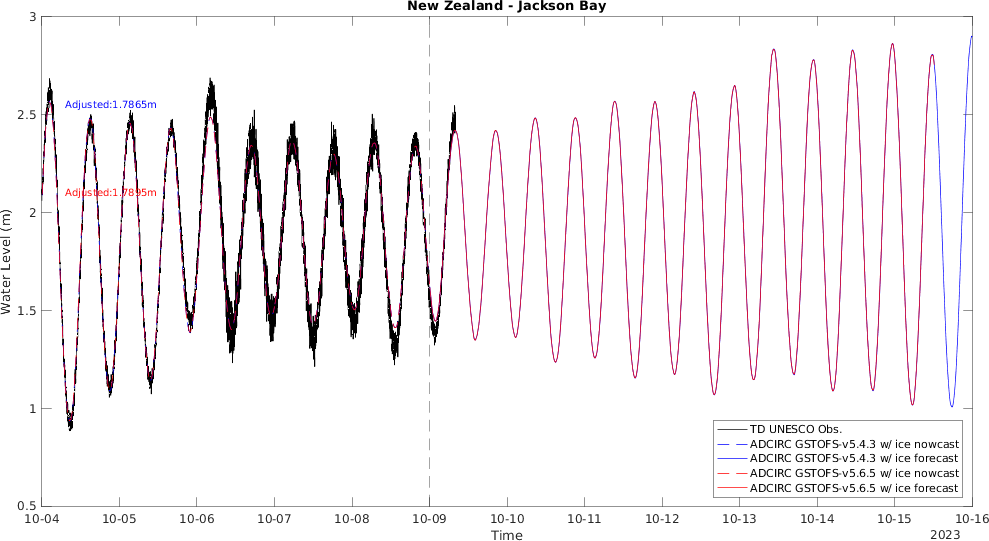 New Zealand - Jackson Bay
3
2.5
2
1.5
1
0.5
Water Level (m)
Adjusted:1.7865m
Adjusted:1.7895m
TD UNESCO Obs.
ADCIRC GSTOFS-v5.4.3 w/ ice nowcast
ADCIRC GSTOFS-v5.4.3 w/ ice forecast
ADCIRC GSTOFS-v5.6.5 w/ ice nowcast
ADCIRC GSTOFS-v5.6.5 w/ ice forecast
10-04 10-05 10-06 10-07 10-08 10-09 10-10 10-11 10-12 10-13 10-14 10-15 10-16
Time
2023